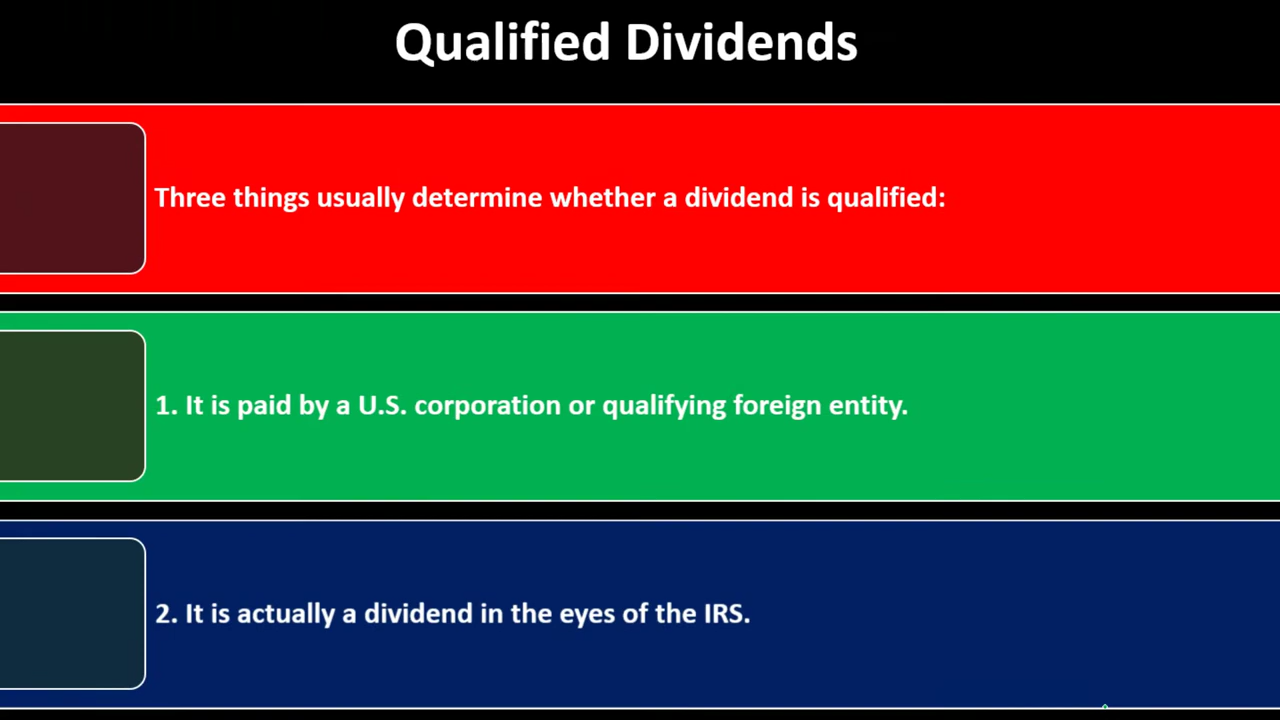 Qualified Dividends
Three things usually determine whether a dividend is qualified:
1. It is paid by a U.S. corporation or qualifying foreign entity.
2. It is actually a dividend in the eyes of the IRS.